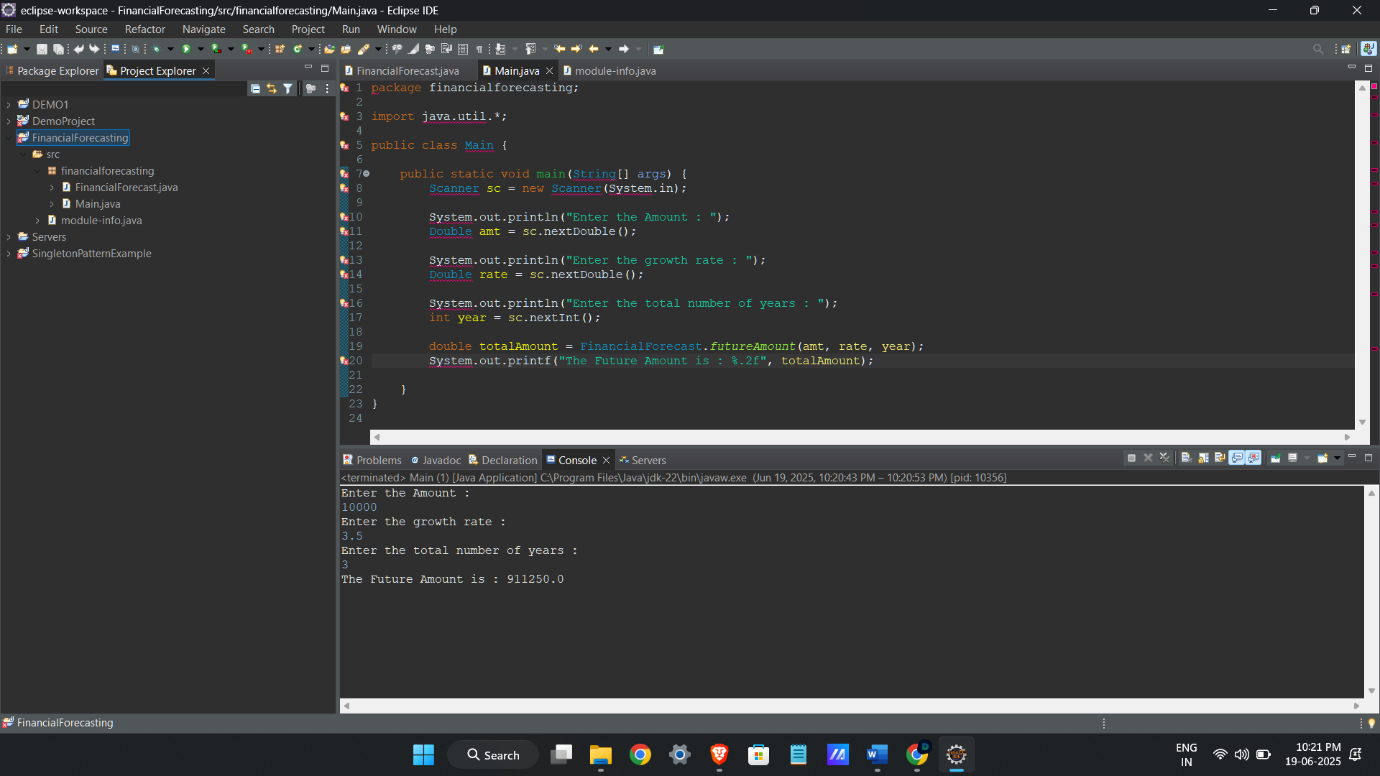 eclipse-workspace - FinancialForecasting/src/financialforecasting/Main.java - Eclipse IDE
File Edit Source Refactor Navigate Search Project Run Window Help
Package Explorer Project Explorer
DEMO1
DemoProject
FinancialForecasting
src
financialforecasting
FinancialForecast.java
Main.java
module-info.java
Servers
SingletonPatternExample
FinancialForecast.java Main.java module-info.java
1 package financialforecasting;
2
3 import java.util.*;
4
5 public class Main {
6
7 public static void main(String[] args) {
8 Scanner sc = new Scanner(System.in);
9
10 System.out.println("Enter the Amount : ");
11 Double amt = sc.nextDouble();
12
13 System.out.println("Enter the growth rate : ");
14 Double rate = sc.nextDouble();
15
16 System.out.println("Enter the total number of years : ");
17 int year = sc.nextInt();
18
19 double totalAmount = FinancialForecast.futureAmount(amt, rate, year);
20 System.out.printf("The Future Amount is : %.2f", totalAmount);
21
22 }
23 }
24
Problems Javadoc Declaration Console Servers
<terminated> Main (1) [Java Application] C:\Program Files\Java\jdk-22\bin\javaw.exe (Jun 19, 2025, 10:20:43 PM – 10:20:53 PM) [pid: 10356]
Enter the Amount :
10000
Enter the growth rate :
3.5
Enter the total number of years :
3
The Future Amount is : 911250.0
FinancialForecasting
Search
ENG
IN
10:21 PM
19-06-2025